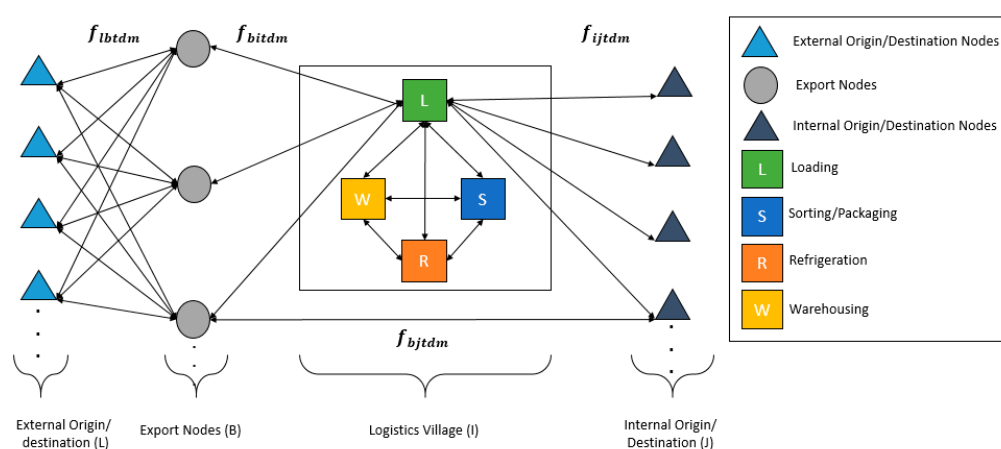 f_lbtdm
f_bitdm
f_ijtdm
L
W
S
R
f_bjtdm
External Origin/
destination (L)
Export Nodes (B)
Logistics Village (I)
Internal Origin/
Destination (J)
External Origin/Destination Nodes
Export Nodes
Internal Origin/Destination Nodes
L
Loading
S
Sorting/Packaging
R
Refrigeration
W
Warehousing